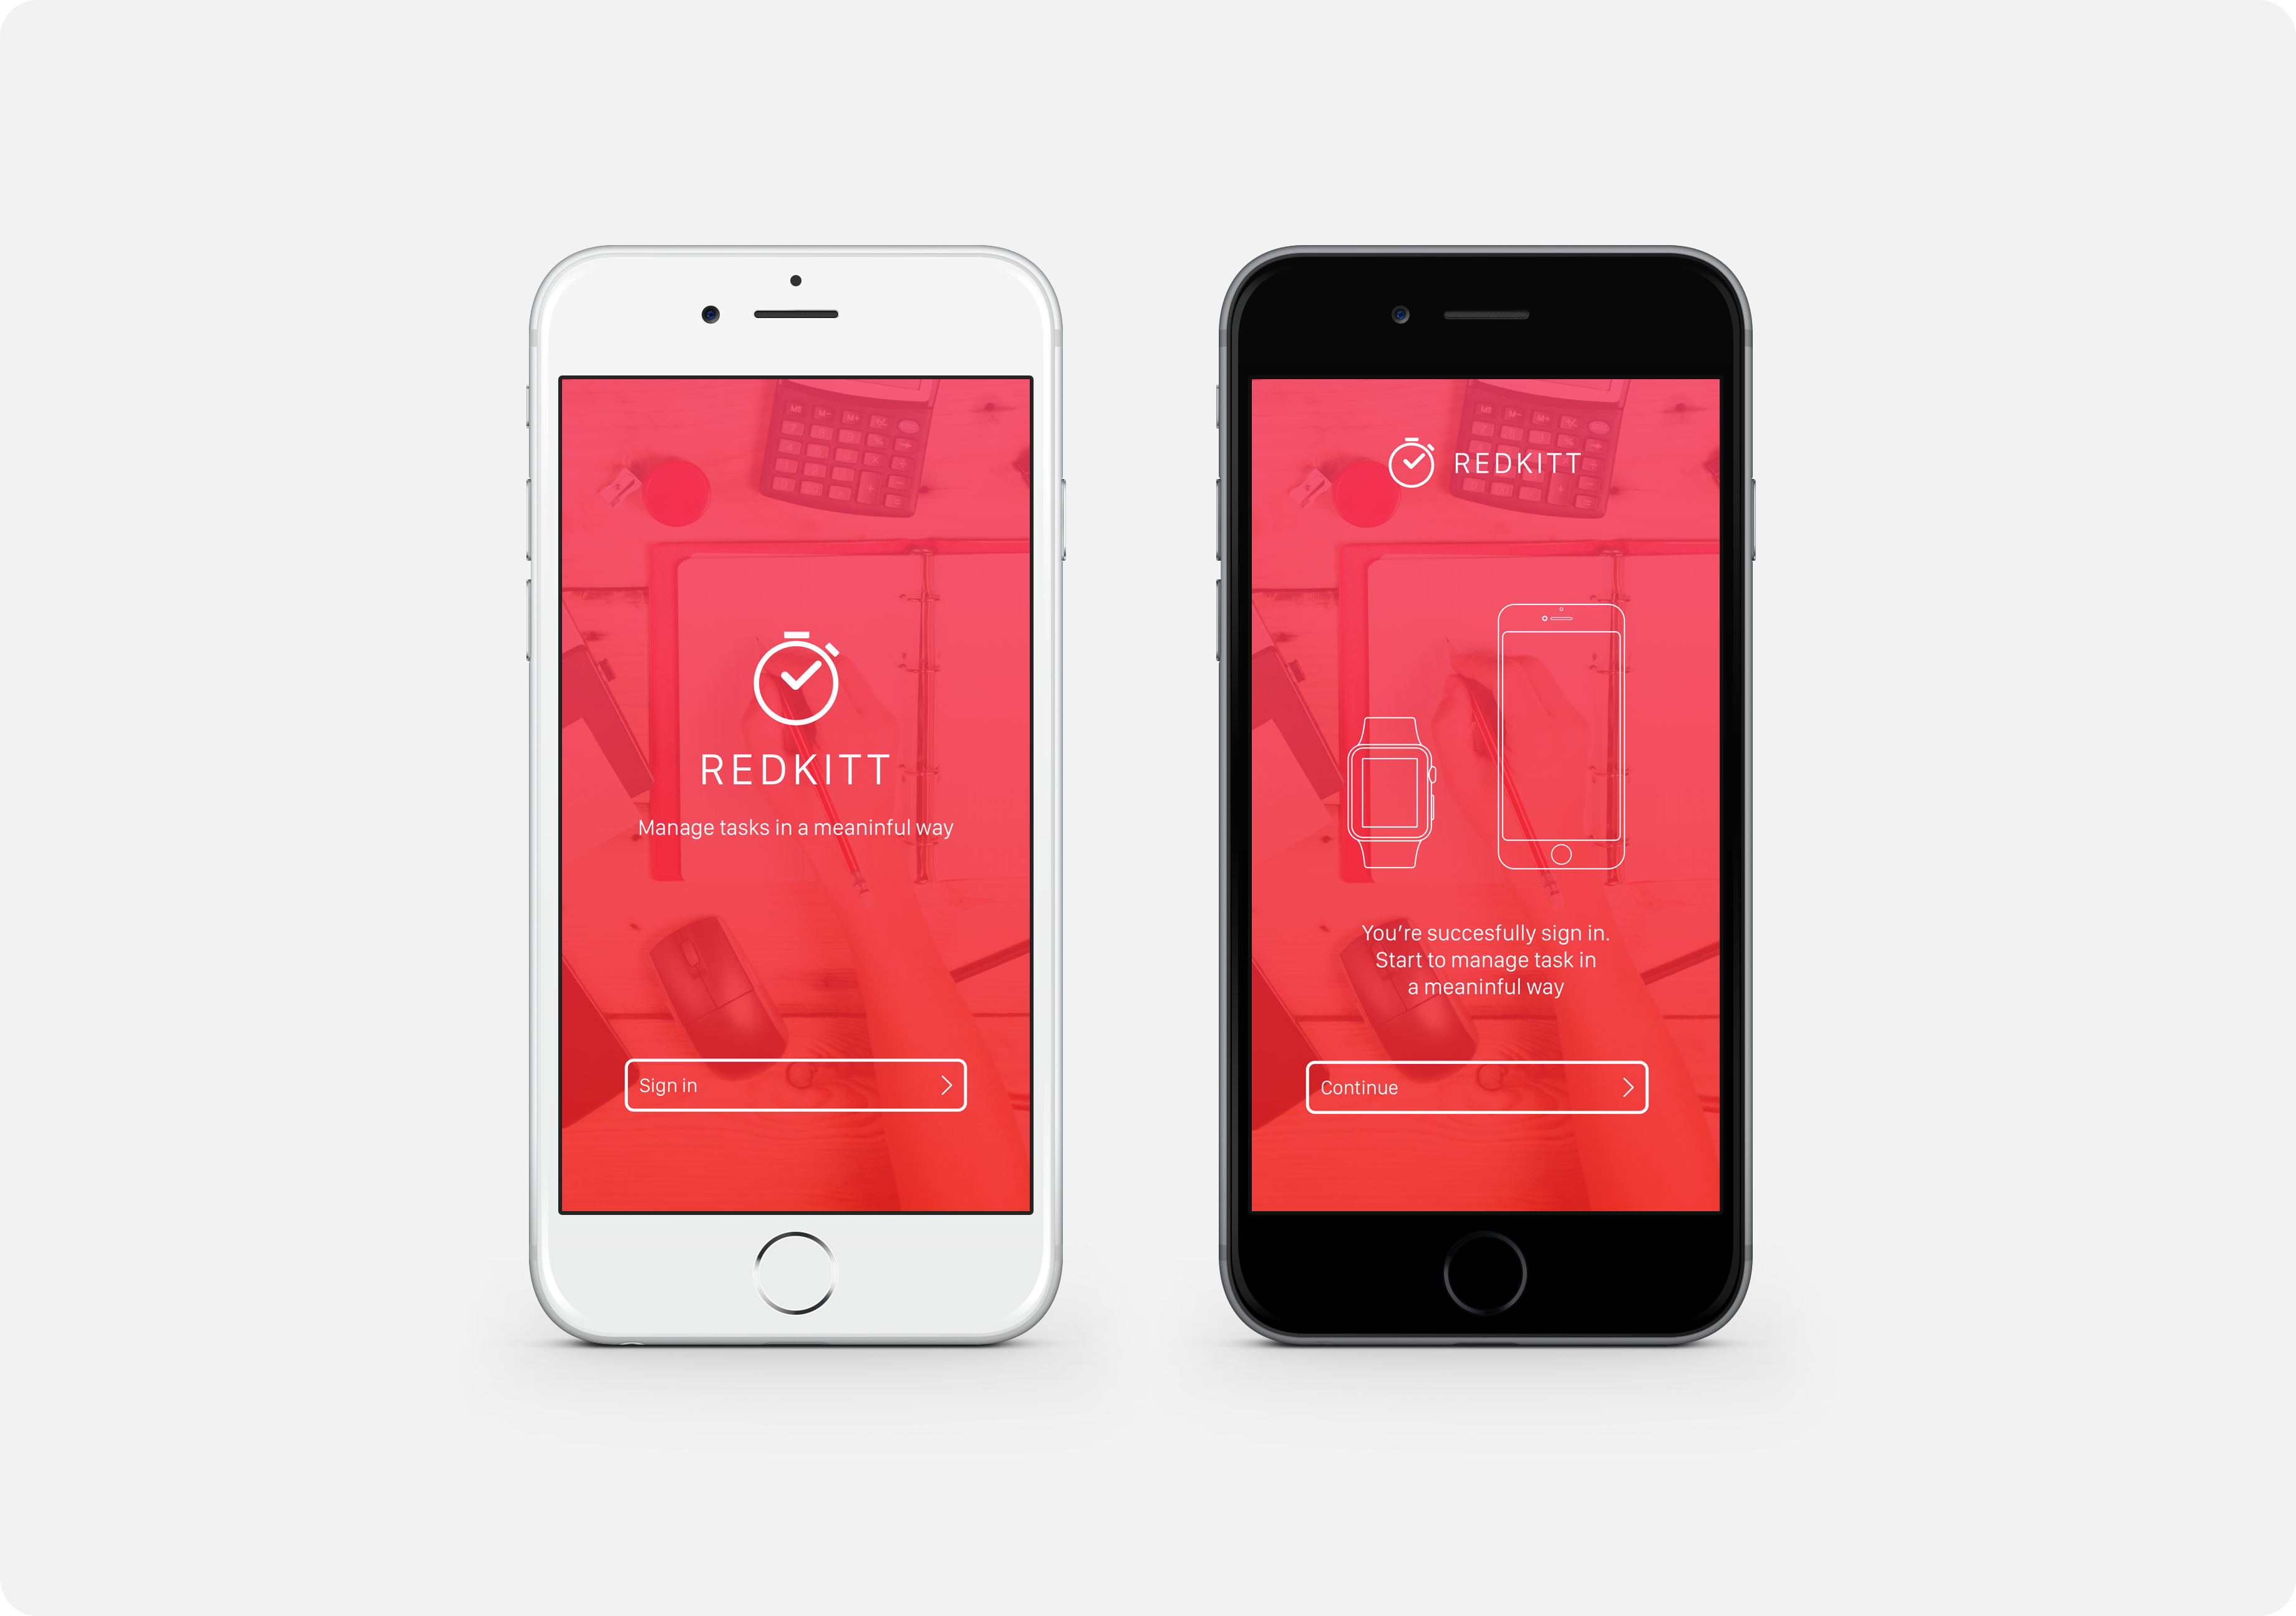 REDKITT
Manage tasks in a meaninful way
Sign in
REDKITT
You’re succesfully sign in.
Start to manage task in
a meaninful way
Continue